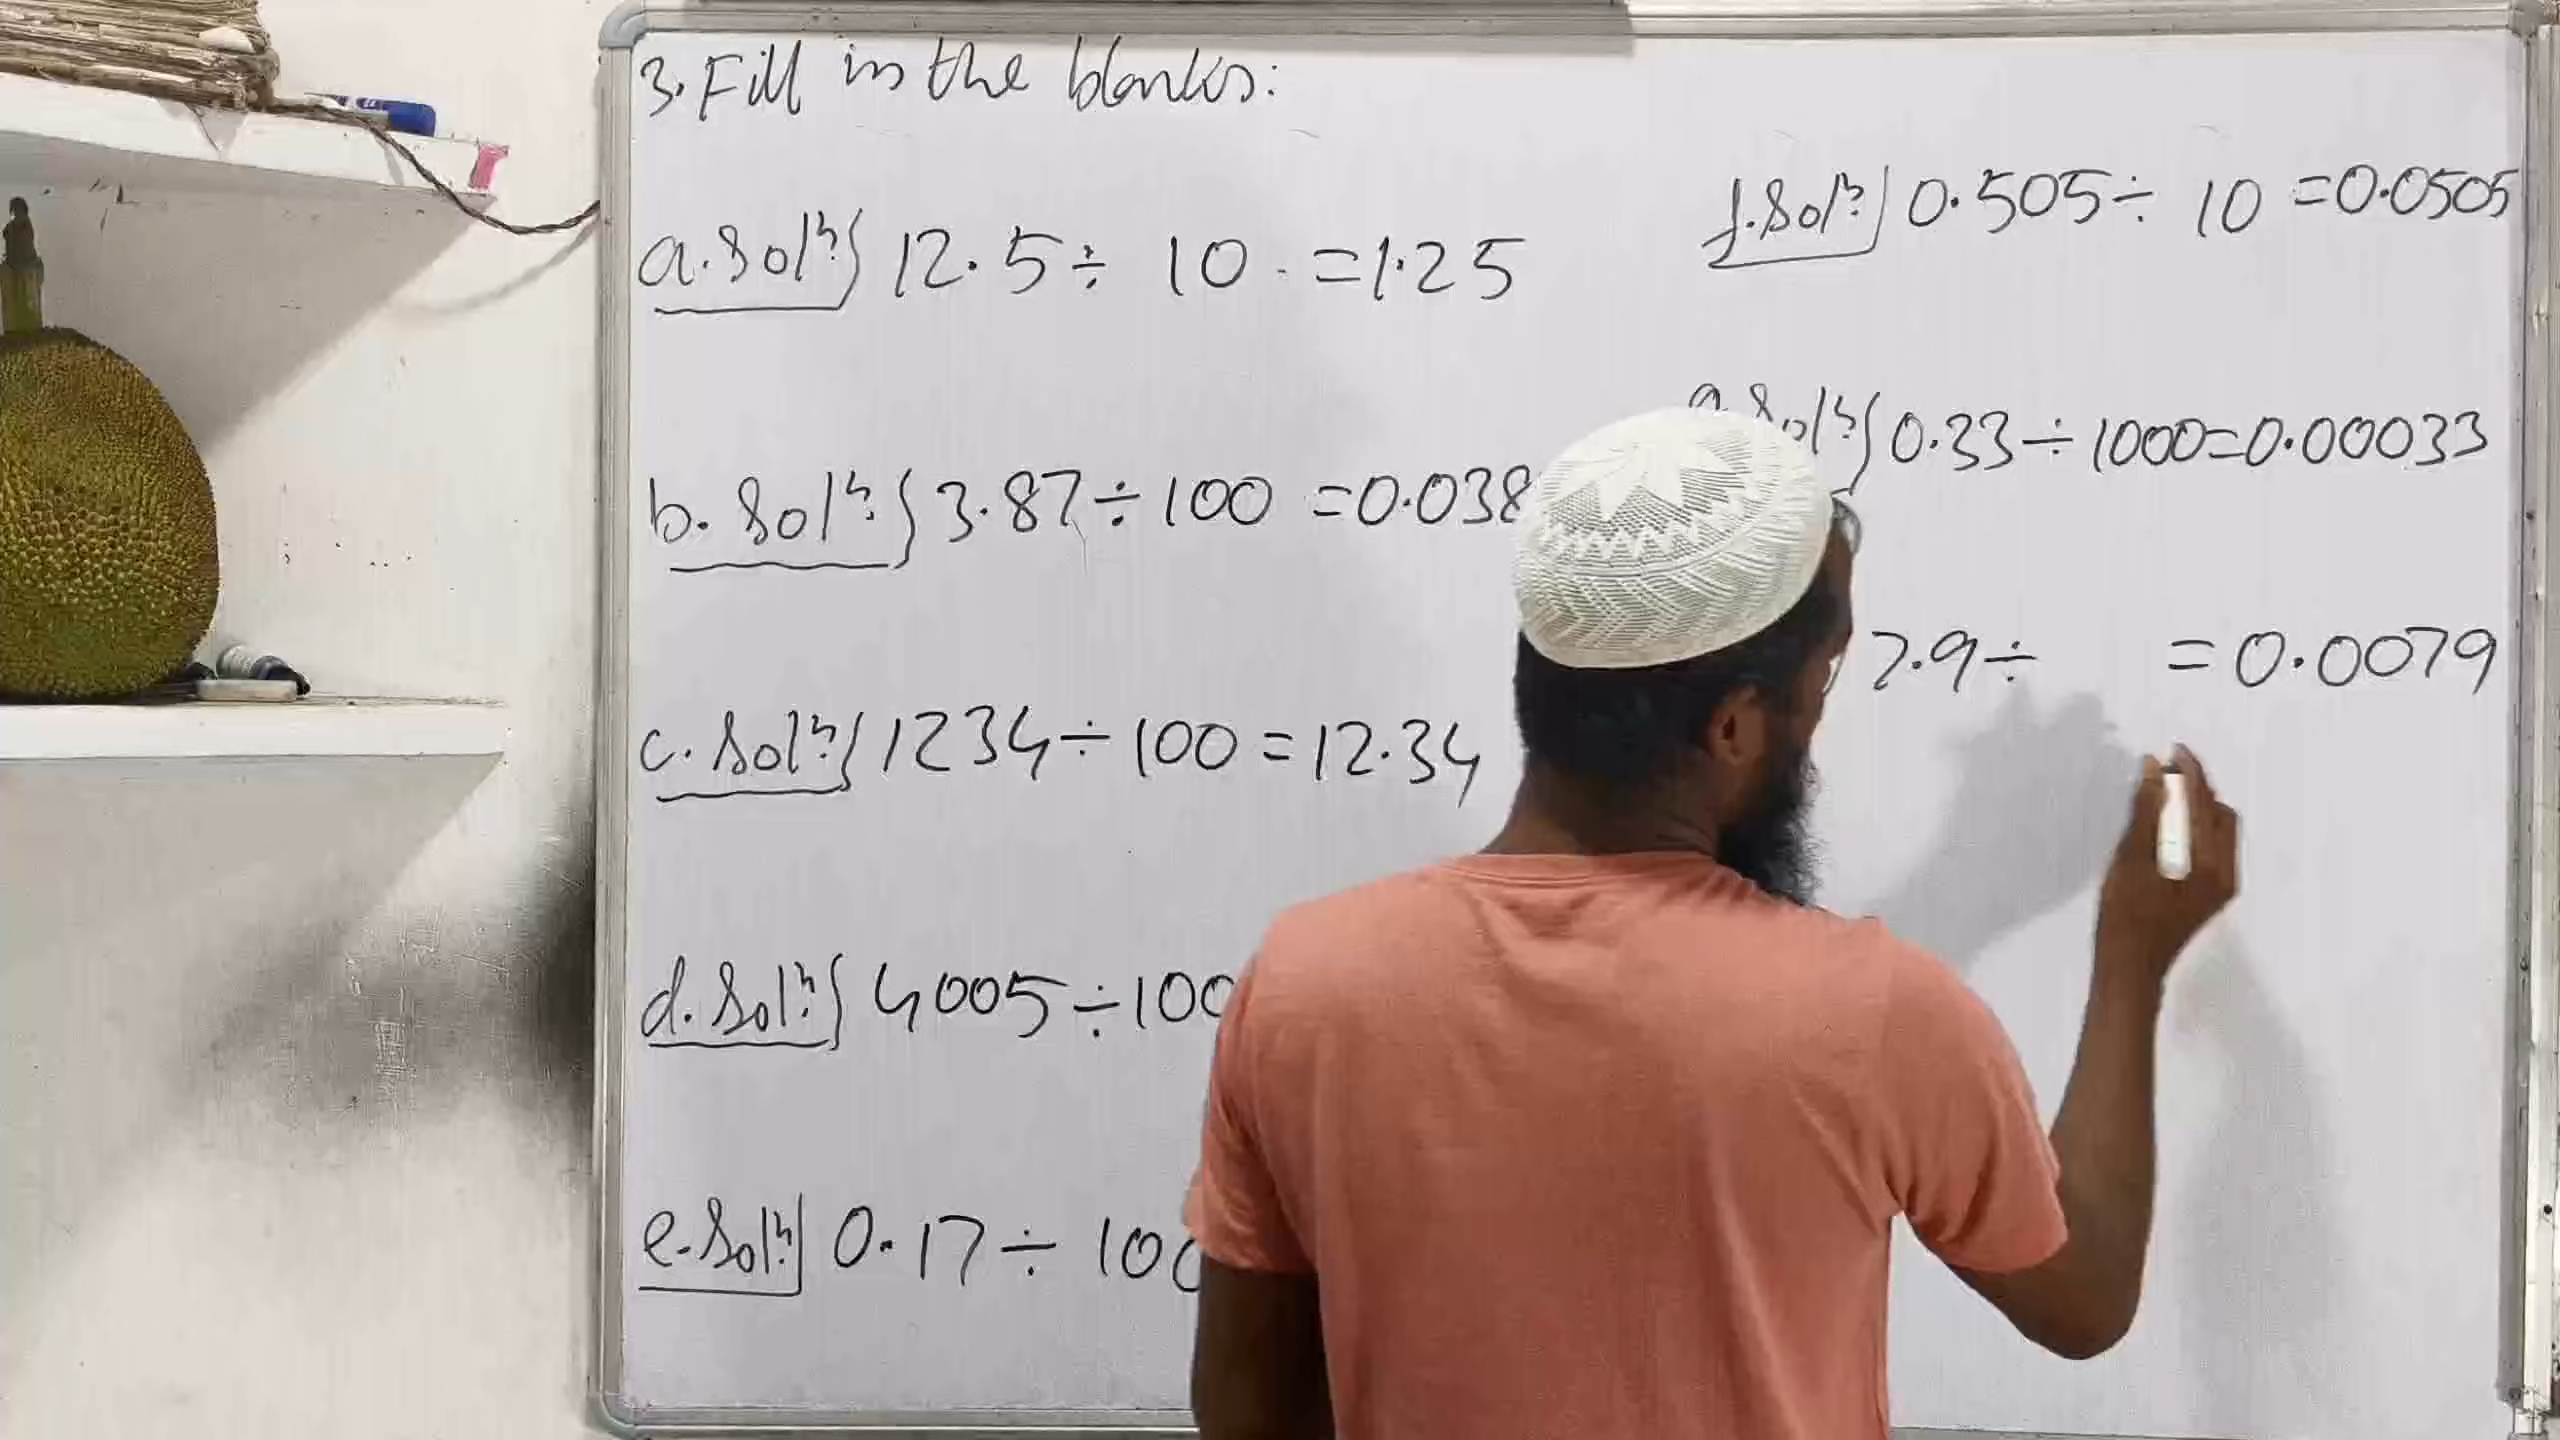 3. Fill in the blanks:
a. Solⁿ: 12.5 ÷ 10 = 1.25
b. Solⁿ: 3.87 ÷ 100 = 0.038
c. Solⁿ: 1234 ÷ 100 = 12.34
d. Solⁿ: 4005 ÷ 100
e. Solⁿ: 0.17 ÷ 100
f. Solⁿ: 0.505 ÷ 10 = 0.0505
g. Solⁿ: 0.33 ÷ 1000 = 0.00033
7.9 ÷ = 0.0079